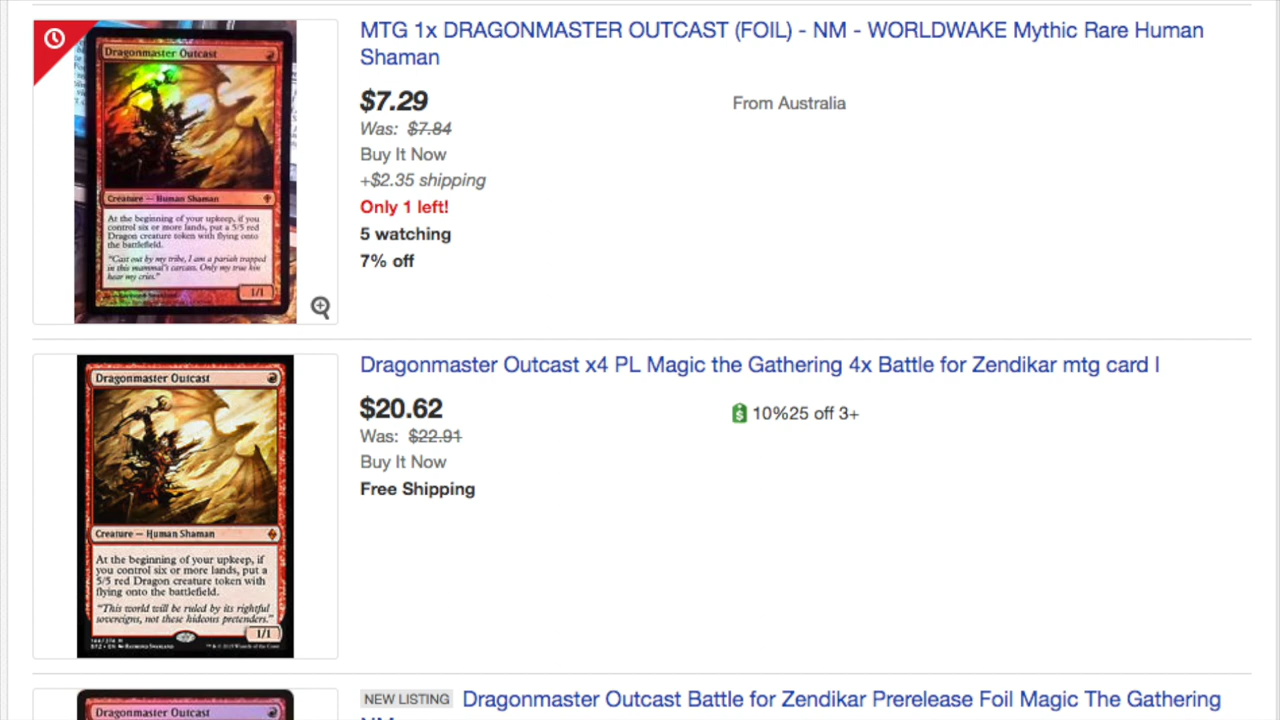 MTG 1x DRAGONMASTER OUTCAST (FOIL) - NM - WORLDWAKE Mythic Rare Human
Shaman
$7.29
From Australia
Was: $7.84
Buy It Now
+$2.35 shipping
Only 1 left!
5 watching
7% off
Dragonmaster Outcast
Creature — Human Shaman
At the beginning of your upkeep, if you
control six or more lands, put a 5/5 red
Dragon creature token with flying onto
the battlefield.
"Cast out by my tribe, I am a pariah trapped
in this mammal's carcass. Only my true kin
hear my cries."
1/1
Dragonmaster Outcast x4 PL Magic the Gathering 4x Battle for Zendikar mtg card I
$20.62
10%25 off 3+
Was: $22.91
Buy It Now
Free Shipping
Dragonmaster Outcast
Creature — Human Shaman
At the beginning of your upkeep, if
you control six or more lands, put a
5/5 red Dragon creature token with
flying onto the battlefield.
"This world will be ruled by its rightful
sovereigns, not these hideous pretenders."
1/1
NEW LISTING Dragonmaster Outcast Battle for Zendikar Prerelease Foil Magic The Gathering
NM
Dragonmaster Outcast